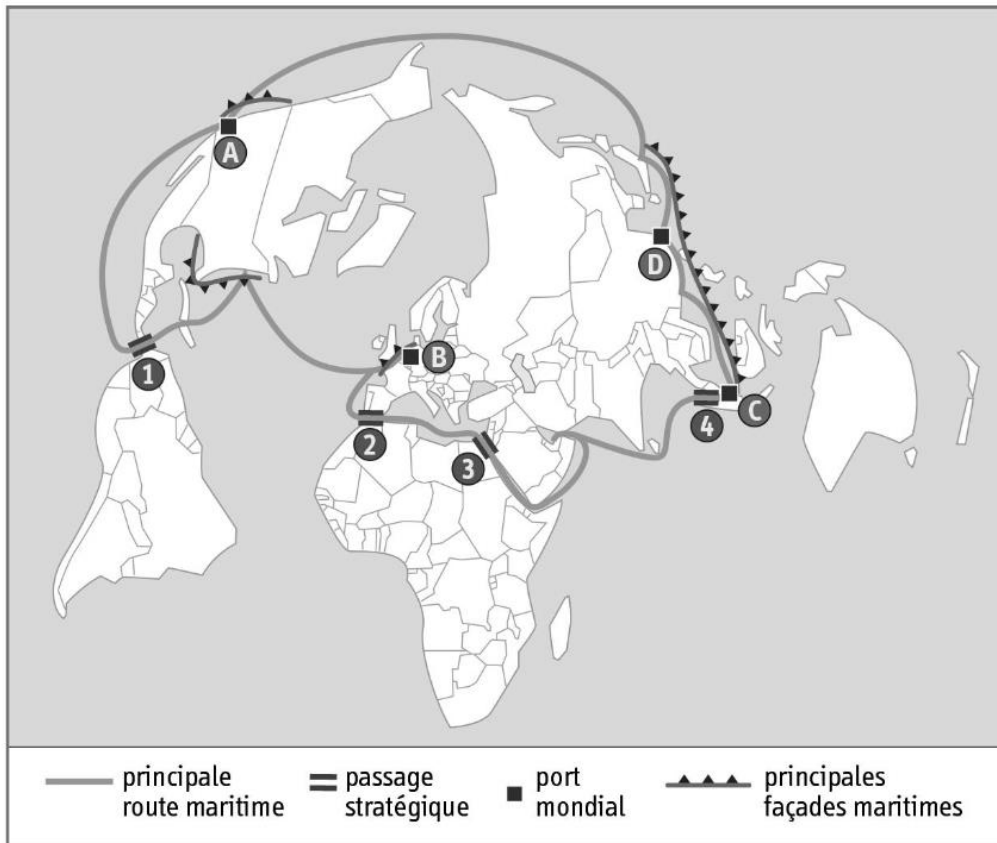 A
D
B
1
C
4
2
3
principale
route maritime
passage
stratégique
port
mondial
principales
façades maritimes